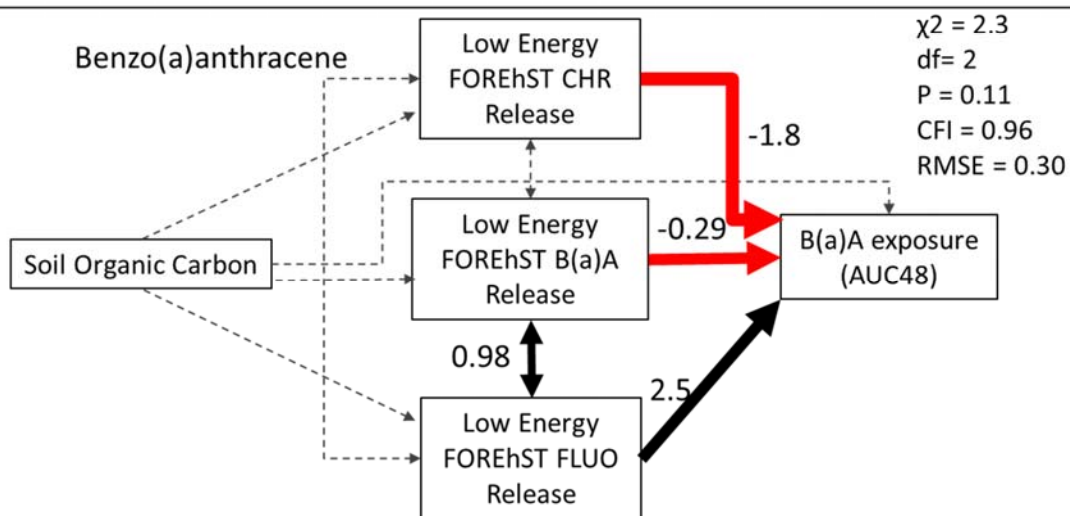 Benzo(a)anthracene
Low Energy
FOREhST CHR
Release
χ2 = 2.3
df= 2
P = 0.11
CFI = 0.96
RMSE = 0.30
-1.8
Soil Organic Carbon
Low Energy
FOREhST B(a)A
Release
-0.29
B(a)A exposure
(AUC48)
0.98
2.5
Low Energy
FOREhST FLUO
Release